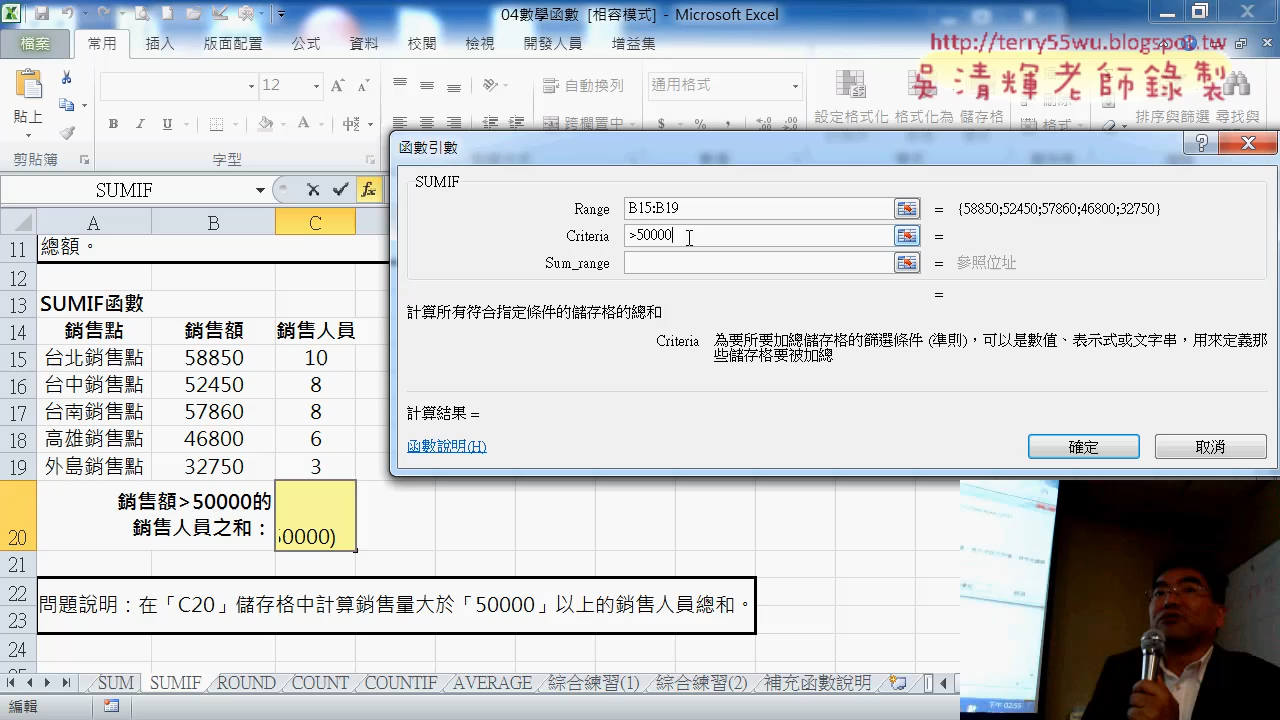 04數學函數 [相容模式] - Microsoft Excel
檔案 常用 插入 版面配置 公式 資料 校閱 檢視 開發人員 增益集
http://terry55wu.blogspot.tw
吳清輝老師錄製
12
自動換列
通用格式
貼上
B I U
跨欄置中
設定格式化 格式化為 儲存格
格式
排序與篩選 尋找與
剪貼簿
字型
SUMIF
A B C
11 總額。
12
13 SUMIF函數
14 銷售點 銷售額 銷售人員
15 台北銷售點 58850 10
16 台中銷售點 52450 8
17 台南銷售點 57860 8
18 高雄銷售點 46800 6
19 外島銷售點 32750 3
20 銷售額>50000的
銷售人員之和：
50000)
21
22
問題說明：在「C20」儲存格中計算銷售量大於「50000」以上的銷售人員總和。
23
24
函數引數
SUMIF
Range B15:B19 = {58850;52450;57860;46800;32750}
Criteria >50000 =
Sum_range = 參照位址
=
計算所有符合指定條件的儲存格的總和
Criteria 為要所要加總儲存格的篩選條件 (準則)，可以是數值、表示式或文字串，用來定義那
些儲存格要被加總
計算結果 =
函數說明(H)
確定 取消
SUM SUMIF ROUND COUNT COUNTIF AVERAGE 綜合練習(1) 綜合練習(2) 補充函數說明
編輯
下午 02:55